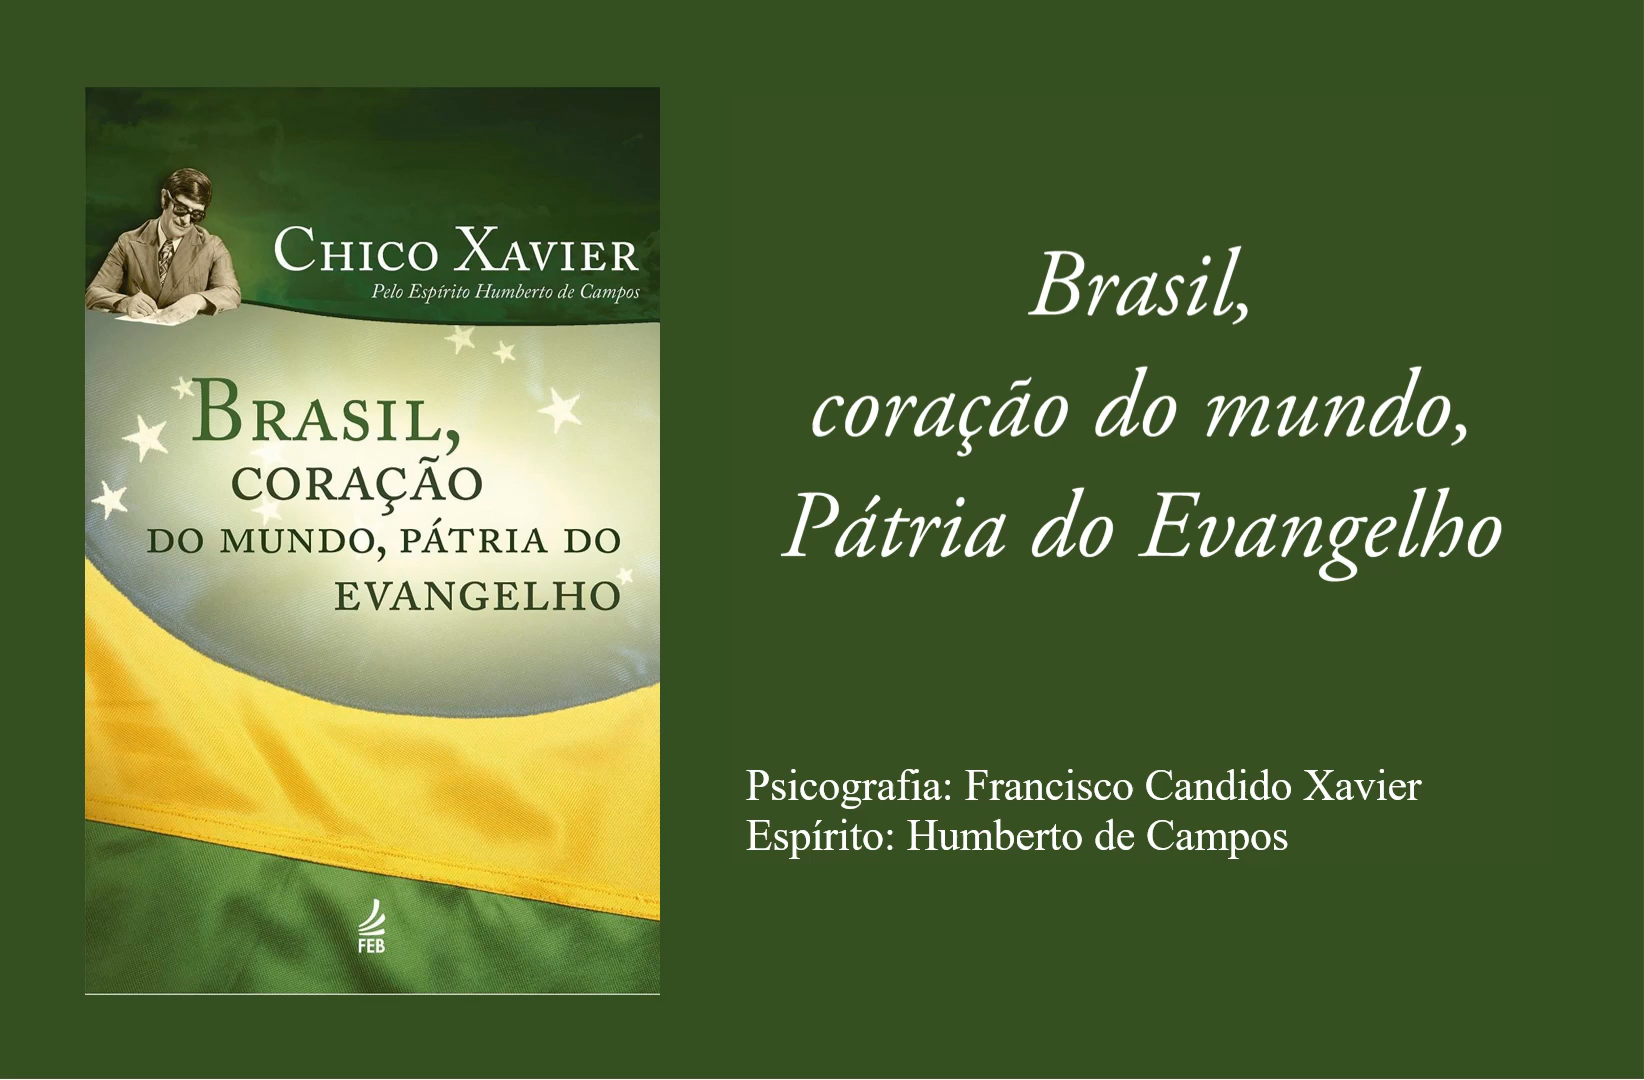 CHICO XAVIER
Pelo Espírito Humberto de Campos
BRASIL,
CORAÇÃO
DO MUNDO, PÁTRIA DO
EVANGELHO
FEB
Brasil,
coração do mundo,
Pátria do Evangelho
Psicografia: Francisco Candido Xavier
Espírito: Humberto de Campos